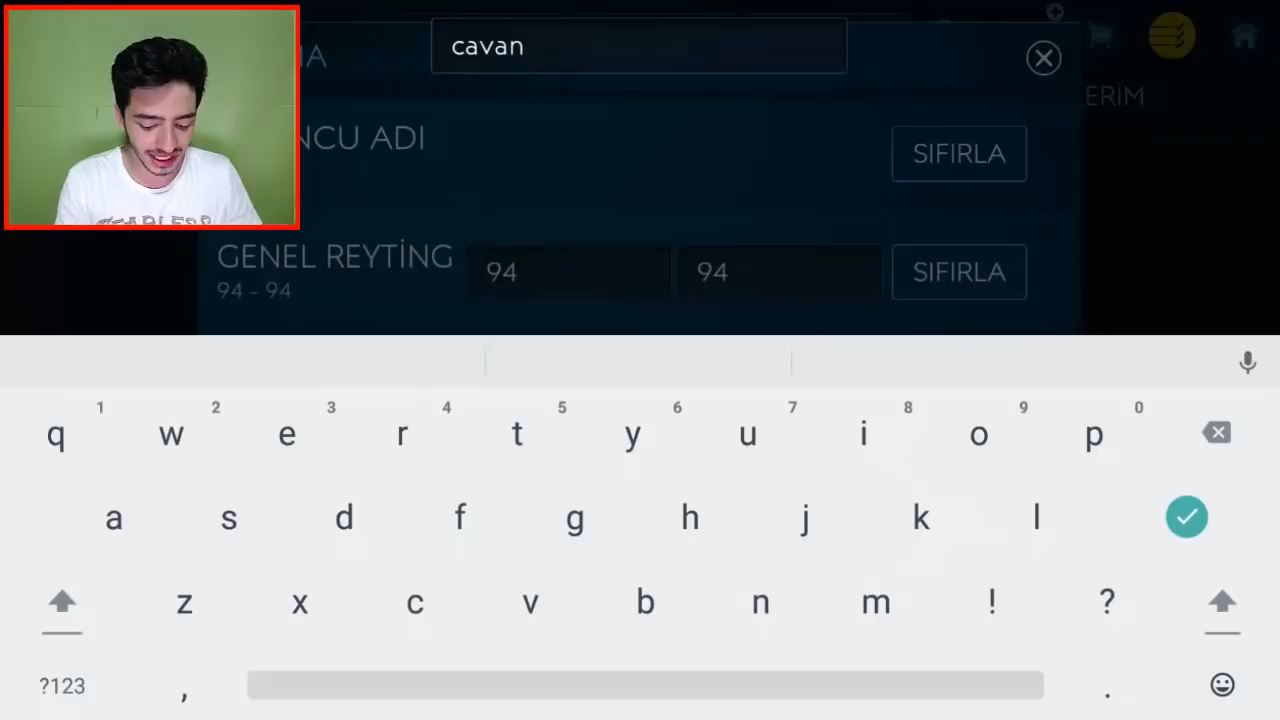 cavan
A
NCU ADI
SIFIRLA
ERİM
GENEL REYTİNG
94 - 94
94
94
SIFIRLA
1 2 3 4 5 6 7 8 9 0
q w e r t y u i o p
a s d f g h j k l
z x c v b n m ! ?
?123 , .